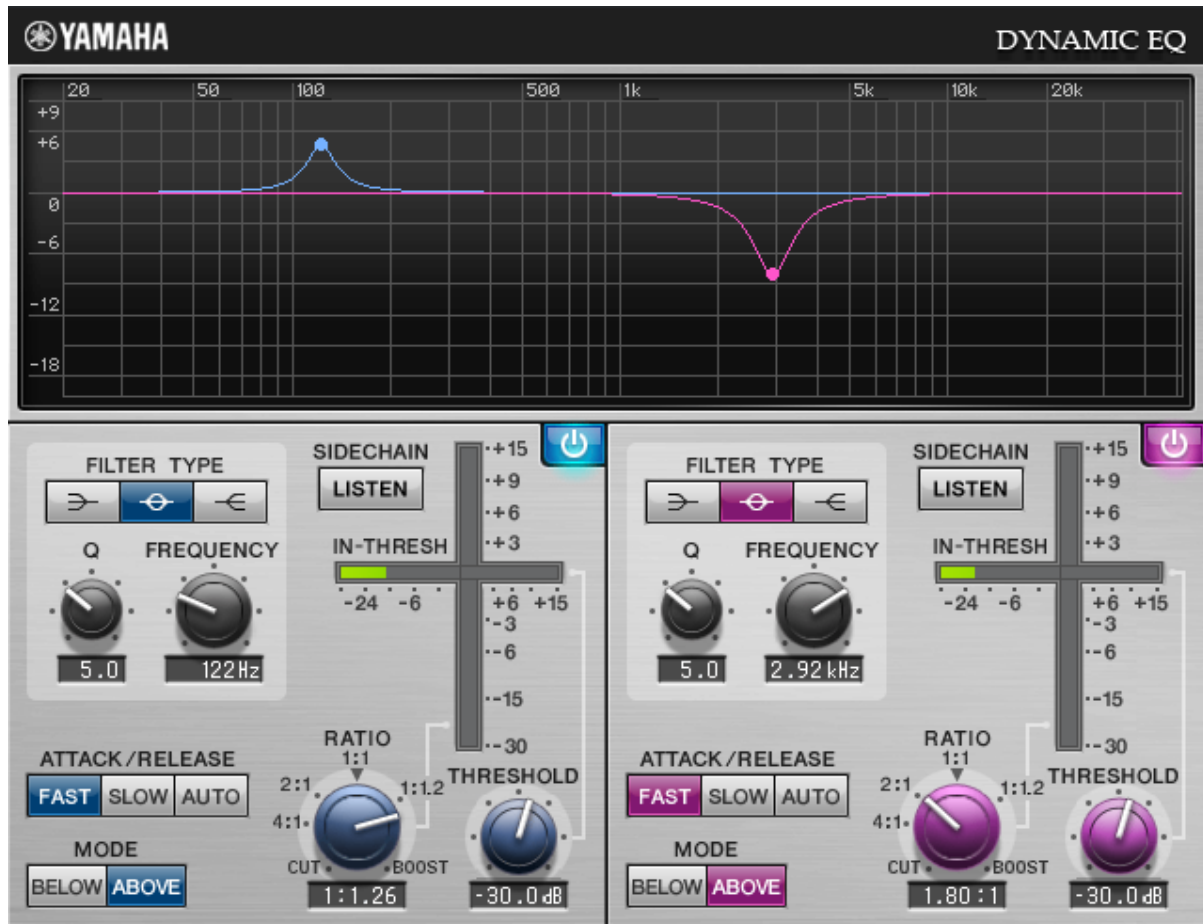 YAMAHA DYNAMIC EQ
20 50 100 500 1k 5k 10k 20k
+9
+6
0
-6
-12
-18
FILTER TYPE
SIDECHAIN
LISTEN
+15
+9
+6
+3
Q FREQUENCY
IN-THRESH
-24 -6 +6 +15
-3
-6
-15
-30
5.0 122Hz
ATTACK/RELEASE
FAST SLOW AUTO
MODE
BELOW ABOVE
RATIO
1:1
2:1 1:1.2
4:1
CUT BOOST
1:1.26
THRESHOLD
-30.0dB
FILTER TYPE
SIDECHAIN
LISTEN
+15
+9
+6
+3
Q FREQUENCY
IN-THRESH
-24 -6 +6 +15
-3
-6
-15
-30
5.0 2.92kHz
ATTACK/RELEASE
FAST SLOW AUTO
MODE
BELOW ABOVE
RATIO
1:1
2:1 1:1.2
4:1
CUT BOOST
1.80:1
THRESHOLD
-30.0dB